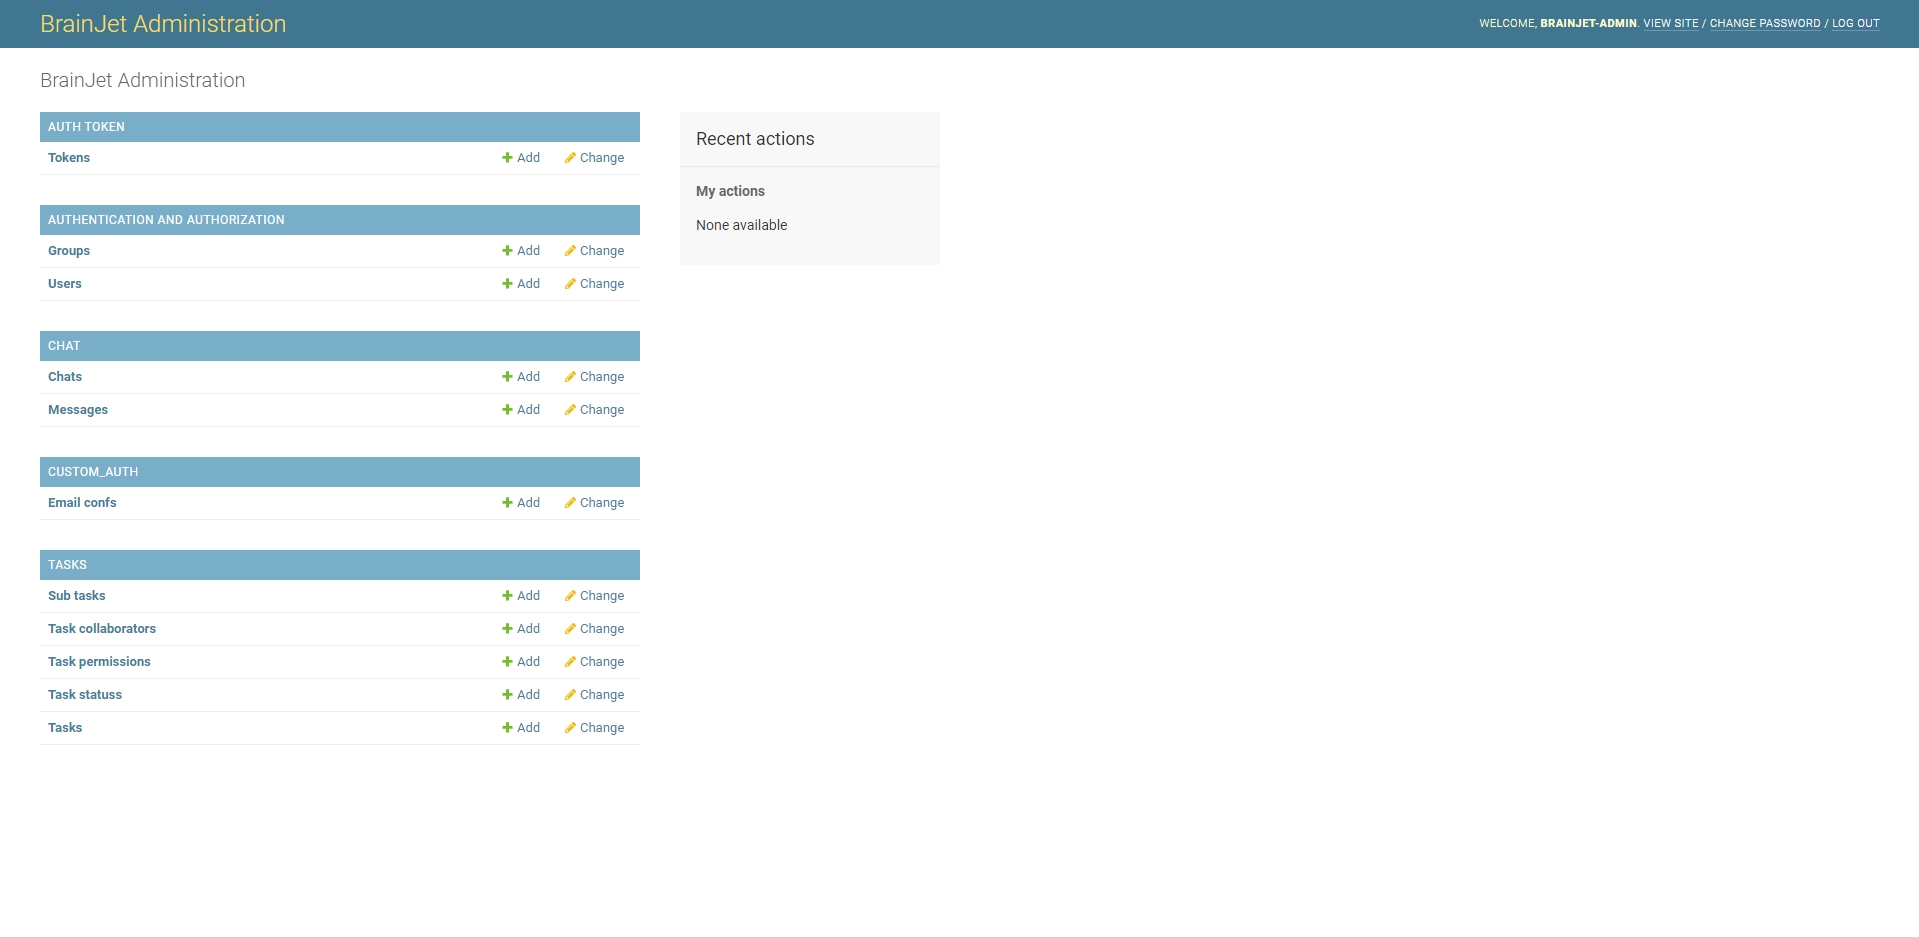 BrainJet Administration
WELCOME, BRAINJET-ADMIN. VIEW SITE / CHANGE PASSWORD / LOG OUT
BrainJet Administration
AUTH TOKEN
Tokens Add Change
AUTHENTICATION AND AUTHORIZATION
Groups Add Change
Users Add Change
CHAT
Chats Add Change
Messages Add Change
CUSTOM_AUTH
Email confs Add Change
TASKS
Sub tasks Add Change
Task collaborators Add Change
Task permissions Add Change
Task statuss Add Change
Tasks Add Change
Recent actions
My actions
None available